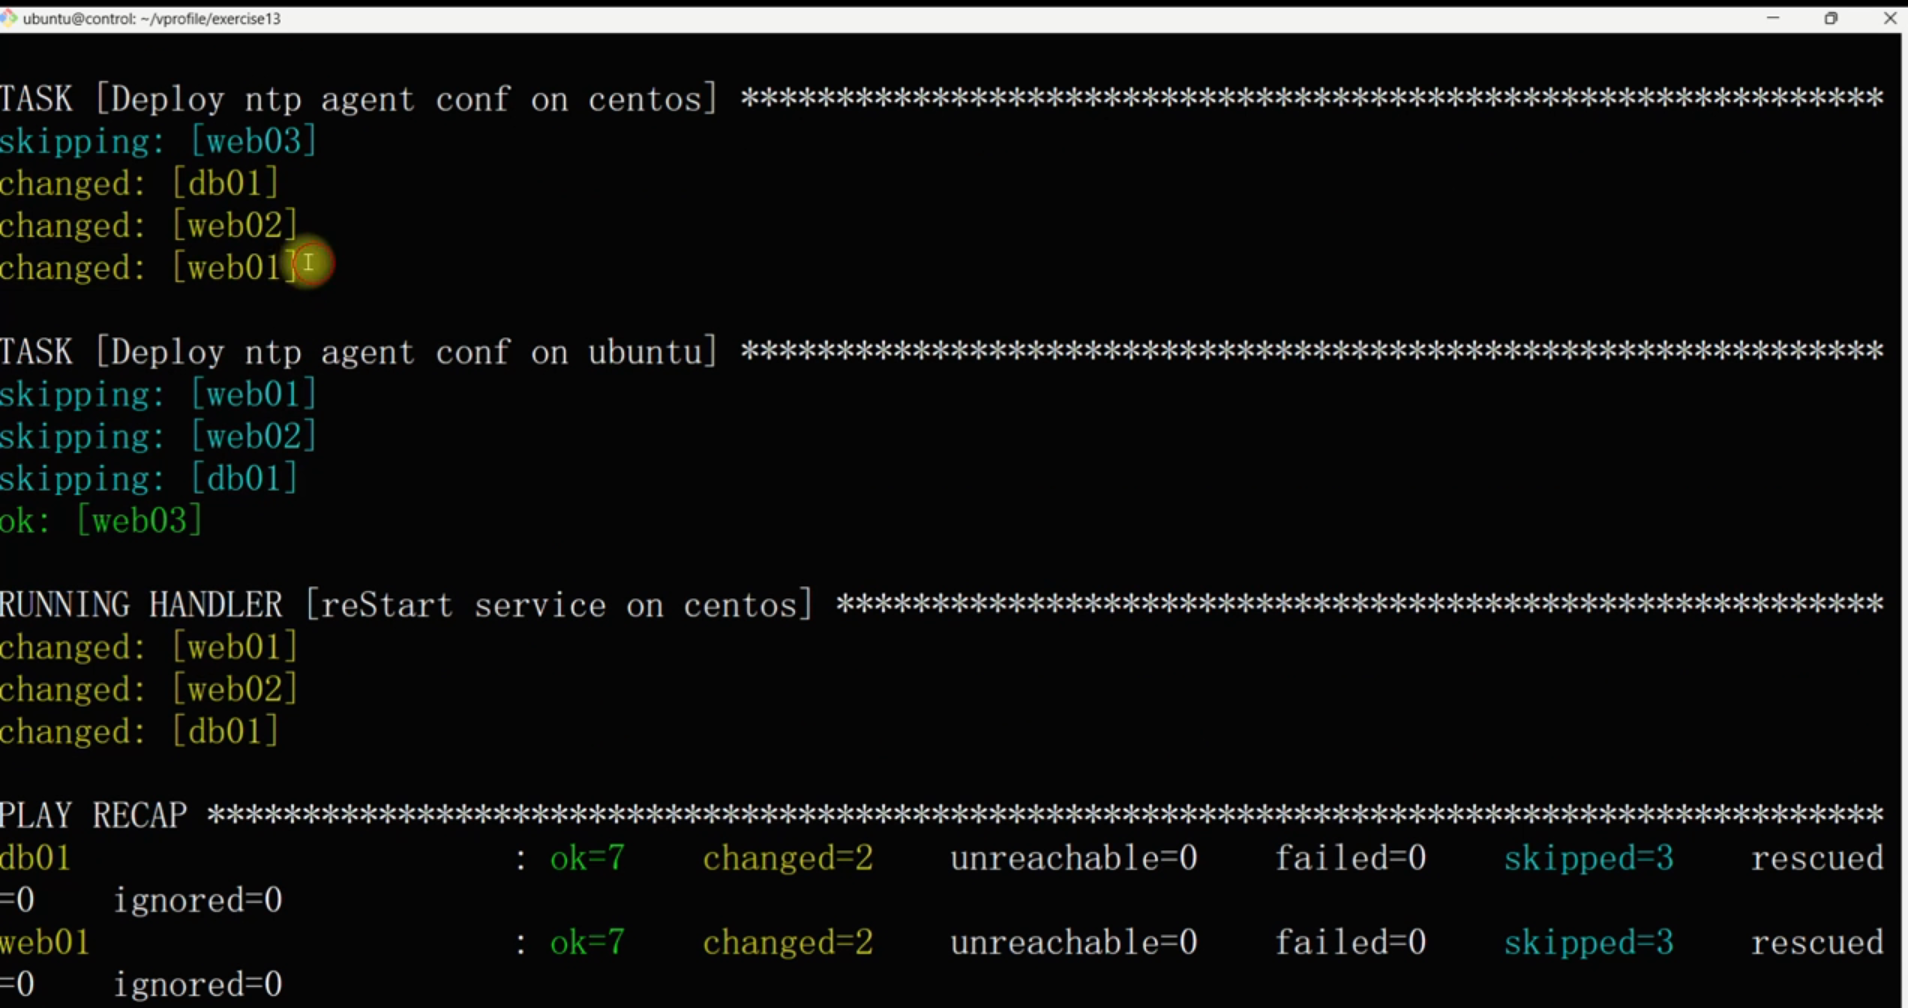 ubuntu@control: ~/vprofile/exercise13
TASK [Deploy ntp agent conf on centos] ************************************************************
skipping: [web03]
changed: [db01]
changed: [web02]
changed: [web01]
TASK [Deploy ntp agent conf on ubuntu] ************************************************************
skipping: [web01]
skipping: [web02]
skipping: [db01]
ok: [web03]
RUNNING HANDLER [reStart service on centos] *******************************************************
changed: [web01]
changed: [web02]
changed: [db01]
PLAY RECAP ****************************************************************************************
db01 : ok=7 changed=2 unreachable=0 failed=0 skipped=3 rescued
=0 ignored=0
web01 : ok=7 changed=2 unreachable=0 failed=0 skipped=3 rescued
=0 ignored=0